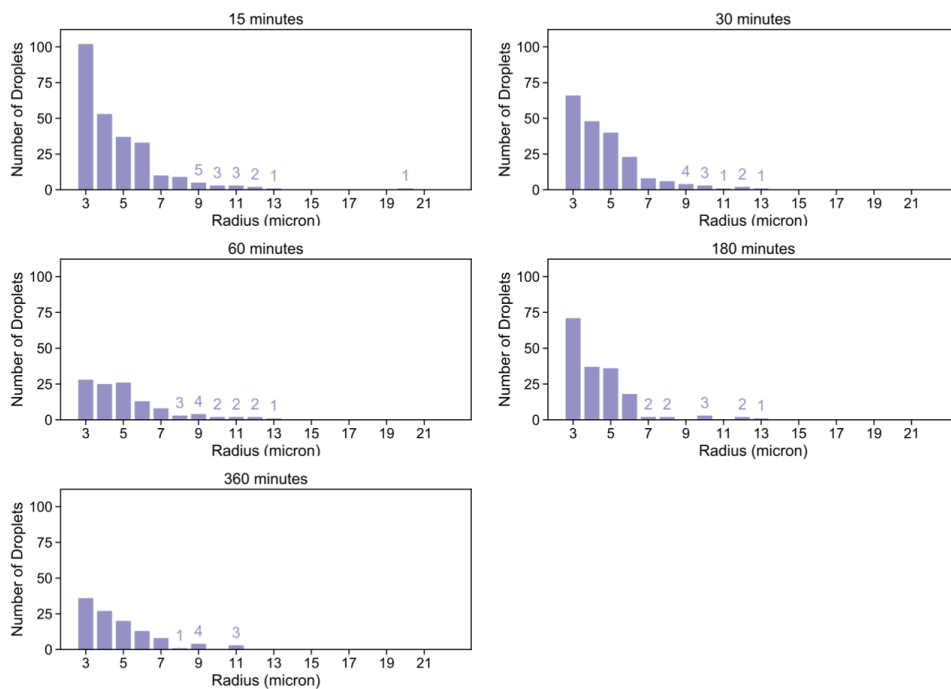 15 minutes
Number of Droplets
100
75
50
25
0
5 3 3 2 1 1
3 5 7 9 11 13 15 17 19 21
Radius (micron)
30 minutes
Number of Droplets
100
75
50
25
0
4 3 1 2 1
3 5 7 9 11 13 15 17 19 21
Radius (micron)
60 minutes
Number of Droplets
100
75
50
25
0
3 4 2 2 2 1
3 5 7 9 11 13 15 17 19 21
Radius (micron)
180 minutes
Number of Droplets
100
75
50
25
0
2 2 3 2 1
3 5 7 9 11 13 15 17 19 21
Radius (micron)
360 minutes
Number of Droplets
100
75
50
25
0
1 4 3
3 5 7 9 11 13 15 17 19 21
Radius (micron)